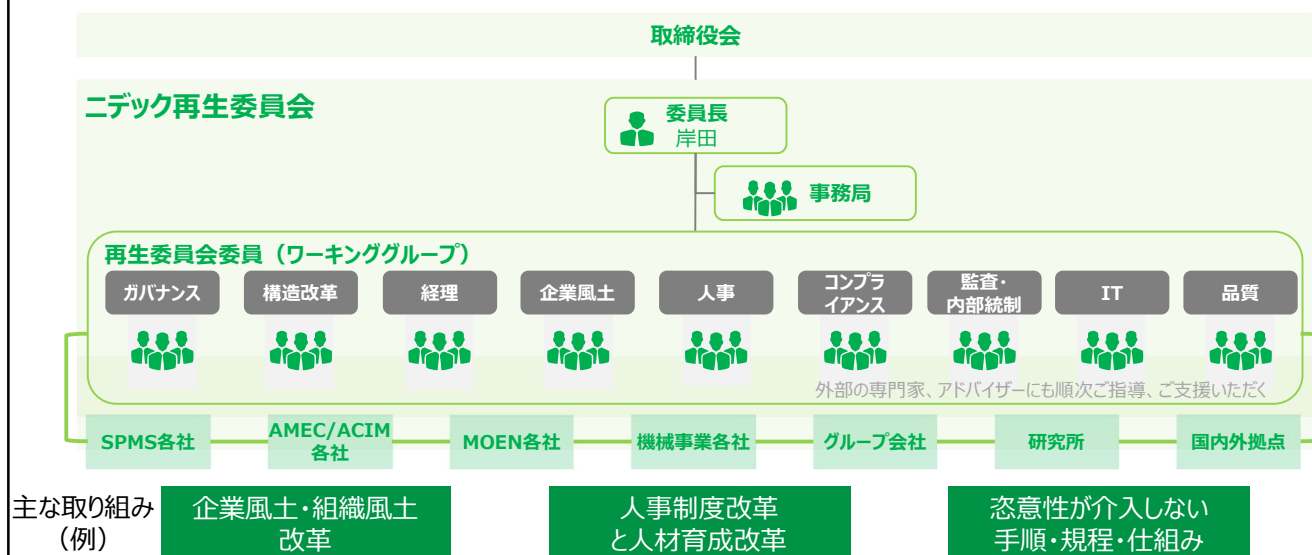 取締役会
ニデック再生委員会
委員長
岸田
事務局
再生委員会委員（ワーキンググループ）
ガバナンス
構造改革
経理
企業風土
人事
コンプラ
イアンス
監査・
内部統制
IT
品質
外部の専門家、アドバイザーにも順次ご指導、ご支援いただく
SPMS各社
AMEC/ACIM
各社
MOEN各社
機械事業各社
グループ会社
研究所
国内外拠点
主な取り組み
（例）
企業風土・組織風土
改革
人事制度改革
と人材育成改革
恣意性が介入しない
手順・規程・仕組み